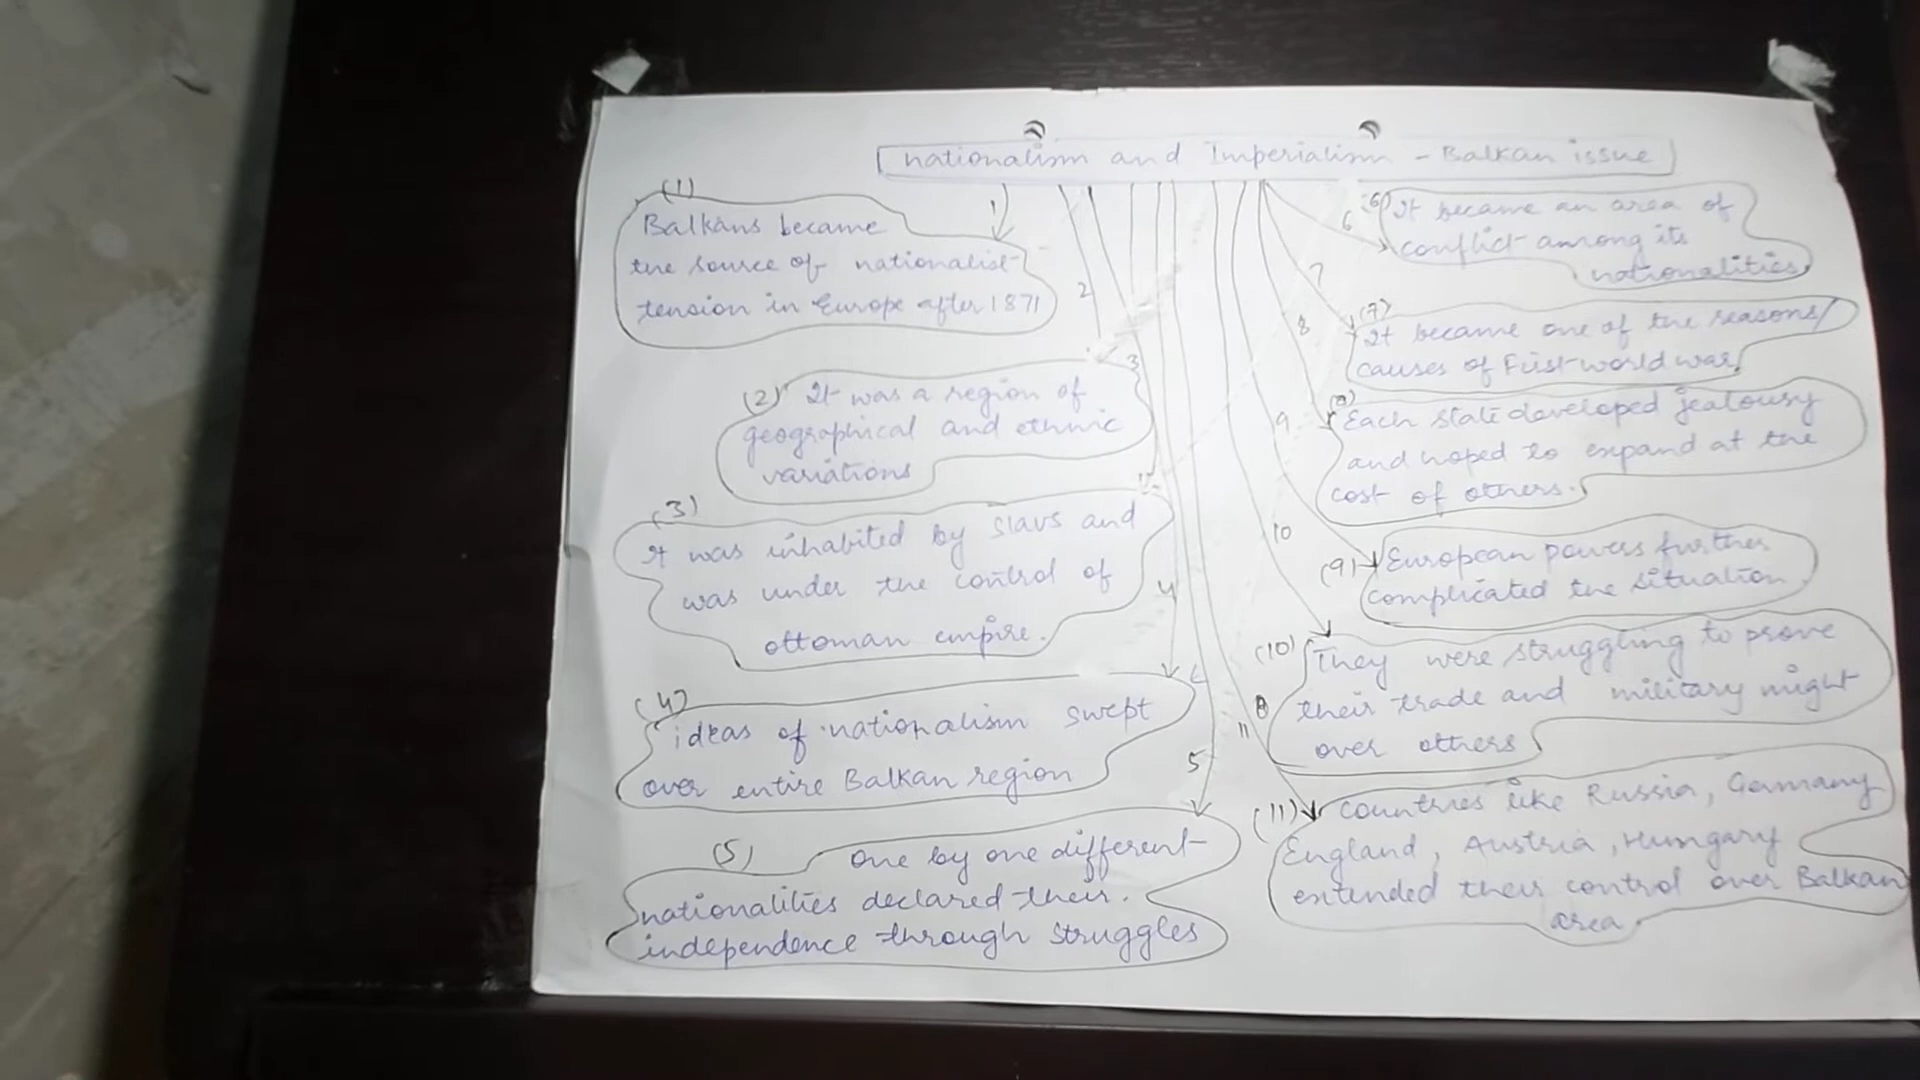 nationalism and Imperialism - Balkan issue
(1)
Balkans became
the source of nationalist
tension in Europe after 1871
(2) It was a region of
geographical and ethnic
variations
(3)
It was inhabited by slavs and
was under the control of
ottoman empire.
(4)
ideas of nationalism swept
over entire Balkan region
(5) one by one different
nationalities declared their
independence through struggles
(6) It became an area of
conflict among its
nationalities
(7)
It became one of the reasons/
causes of First world war
(8)
Each state developed jealousy
and hoped to expand at the
cost of others.
(9) European powers further
complicated the situation
(10) They were struggling to prove
their trade and military might
over others
(11) countries like Russia, Germany
England, Austria, Hungary
extended their control over Balkan
area.
1
2
3
4
5
6
7
8
9
10
8
11